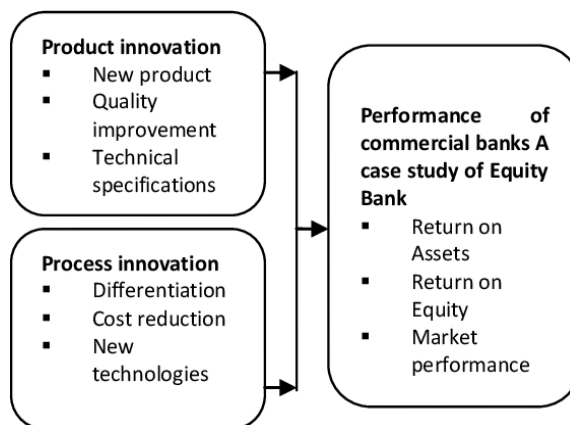 Product innovation
▪ New product
▪ Quality
improvement
▪ Technical
specifications
Process innovation
▪ Differentiation
▪ Cost reduction
▪ New
technologies
Performance of
commercial banks A
case study of Equity
Bank
▪ Return on
Assets
▪ Return on
Equity
▪ Market
performance